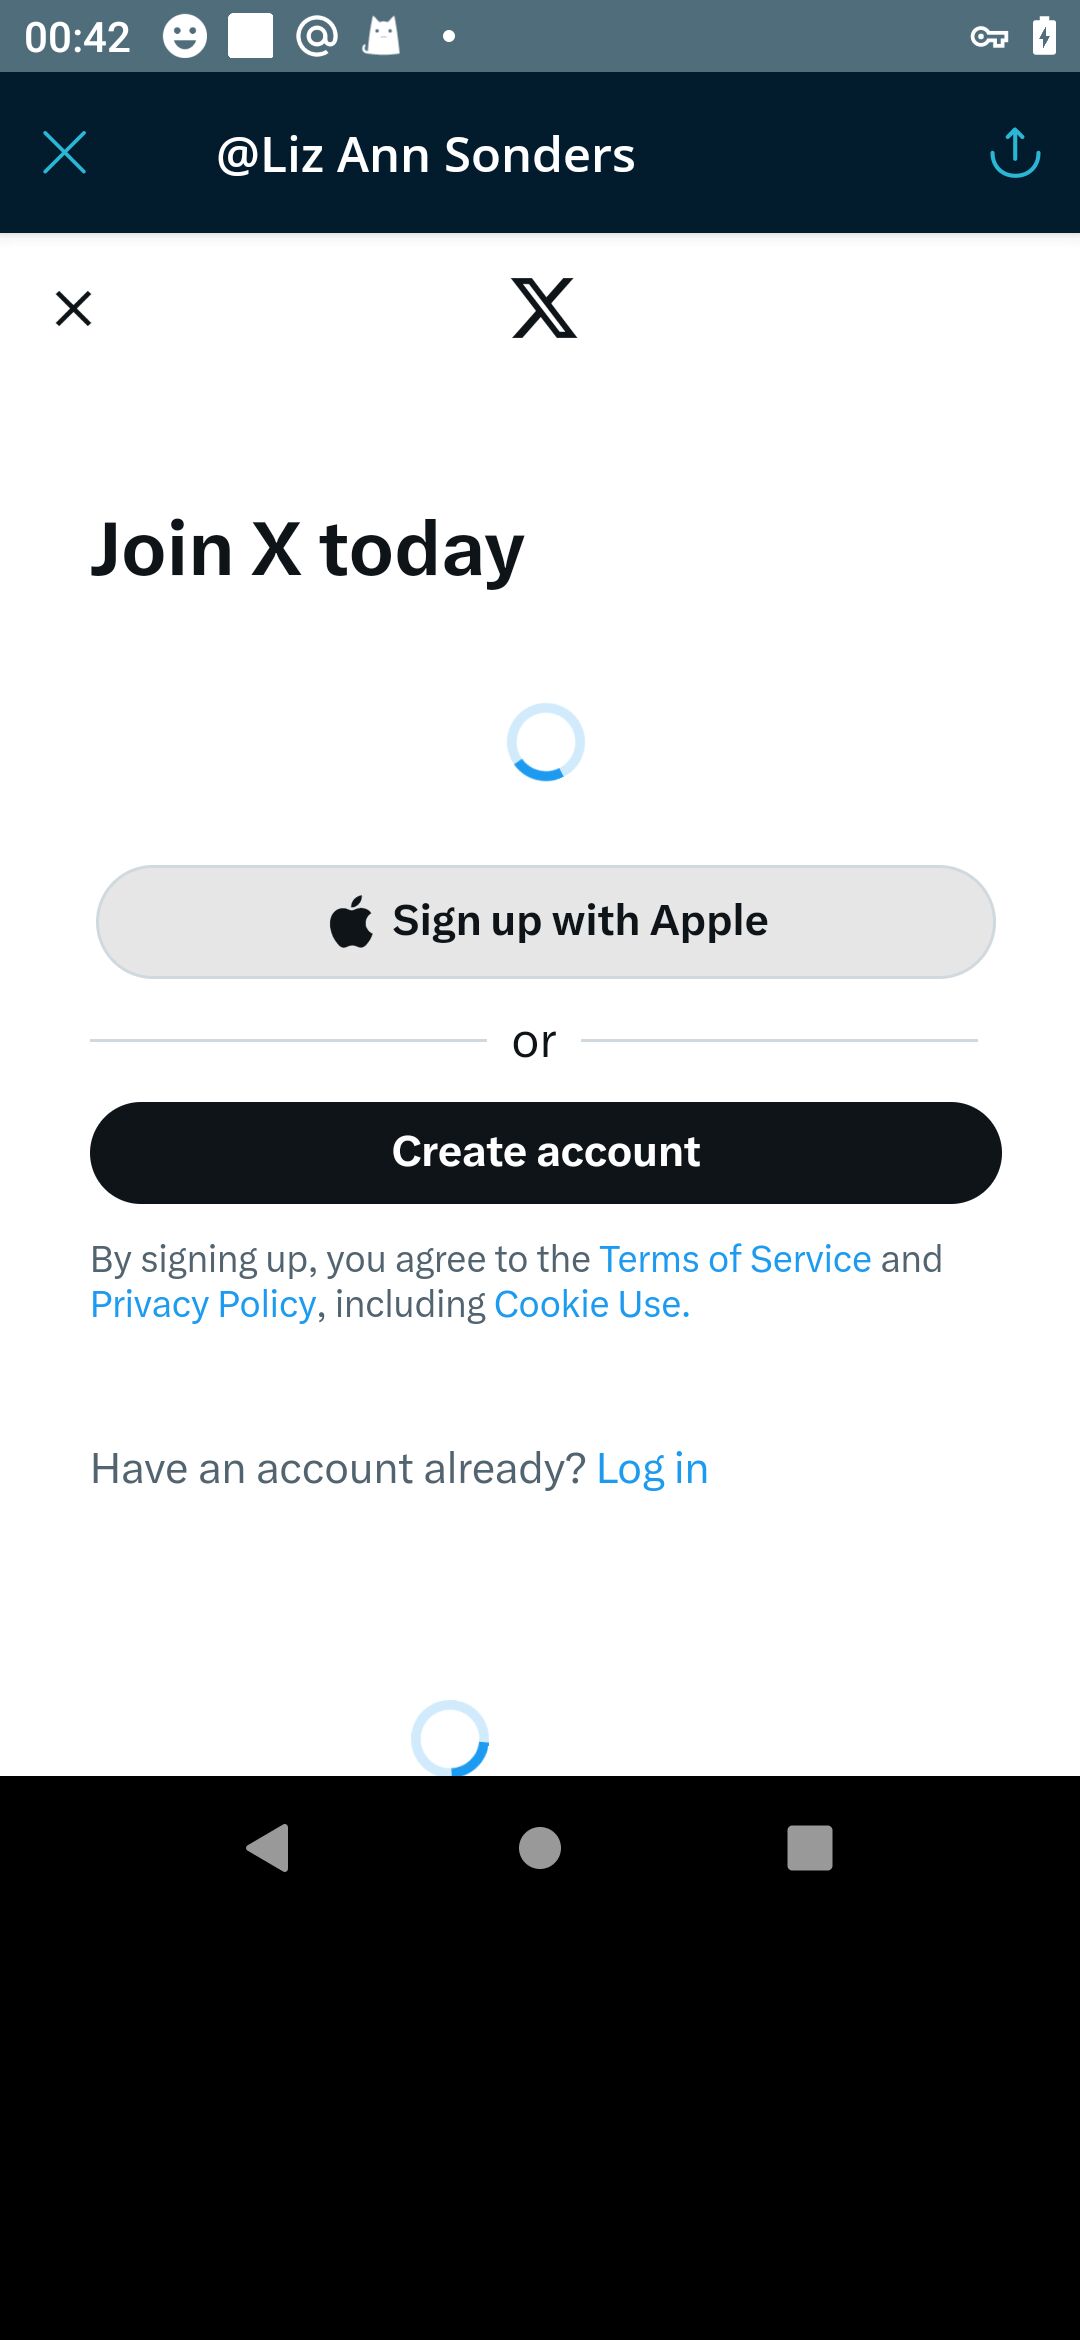 00:42
@Liz Ann Sonders
Join X today
Sign up with Apple
or
Create account
By signing up, you agree to the Terms of Service and
Privacy Policy, including Cookie Use.
Have an account already? Log in